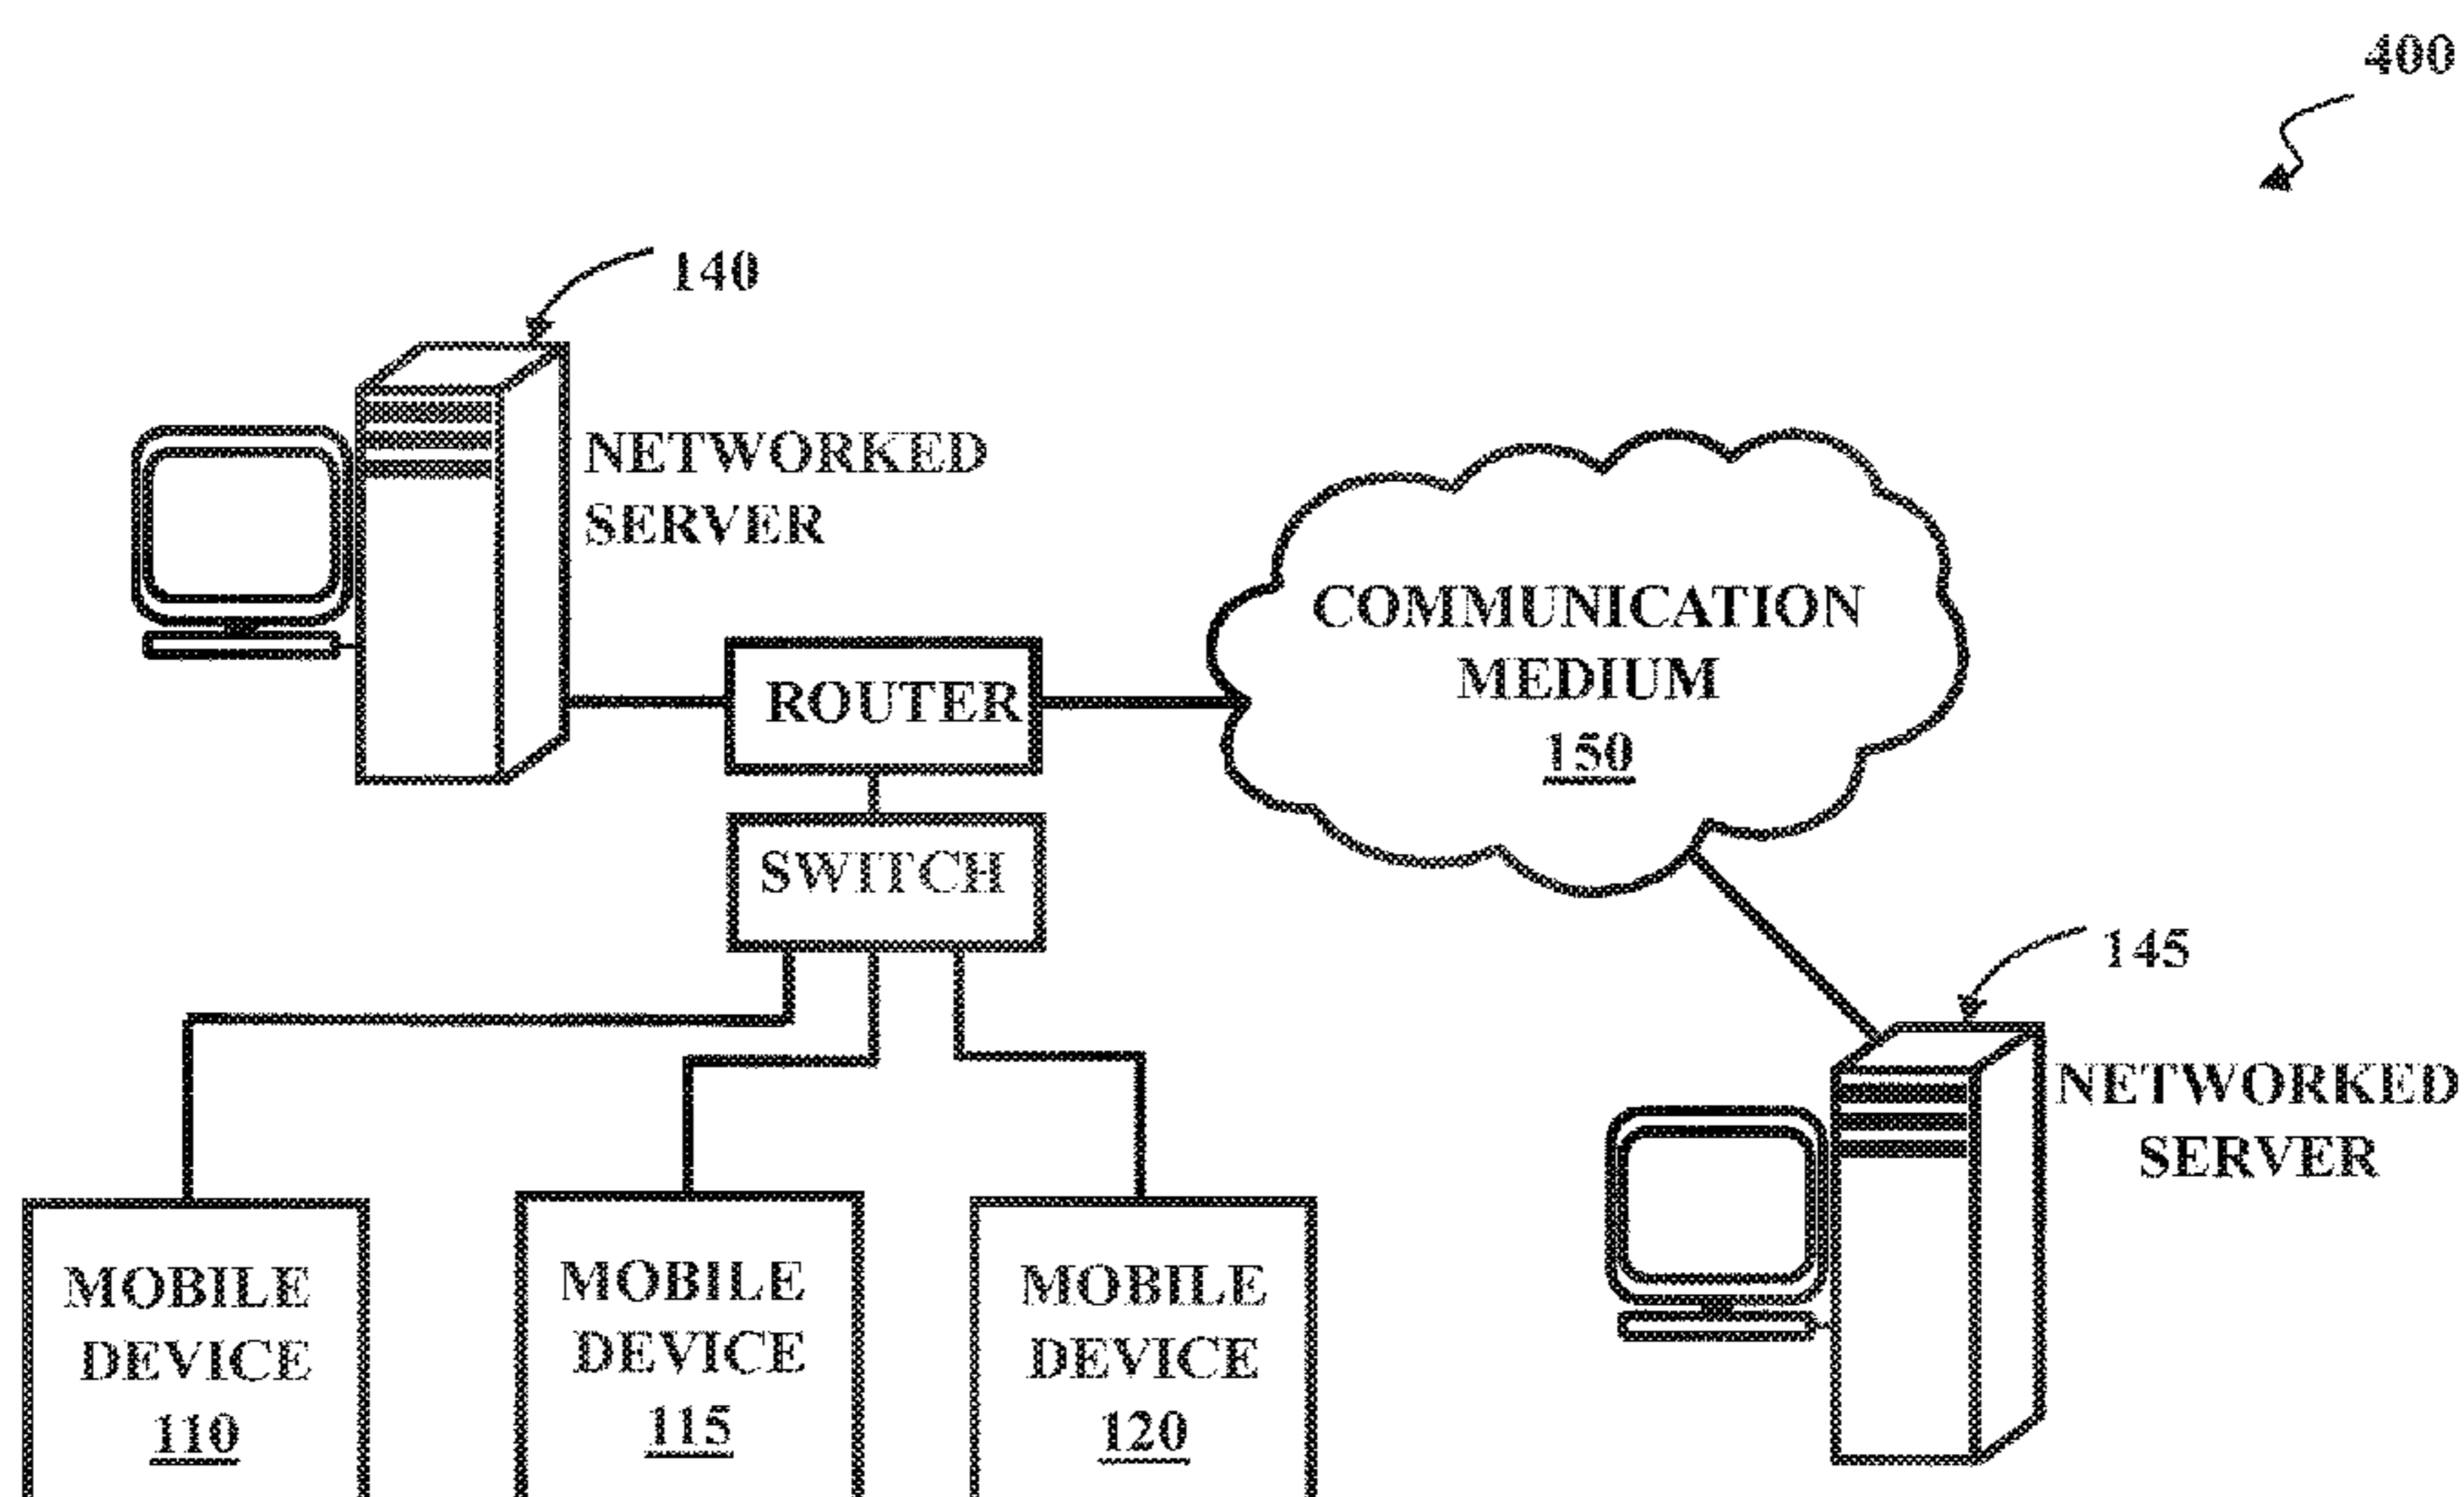 400
140
NETWORKED
SERVER
COMMUNICATION
MEDIUM
150
ROUTER
SWITCH
145
NETWORKED
SERVER
MOBILE
DEVICE
110
MOBILE
DEVICE
115
MOBILE
DEVICE
120